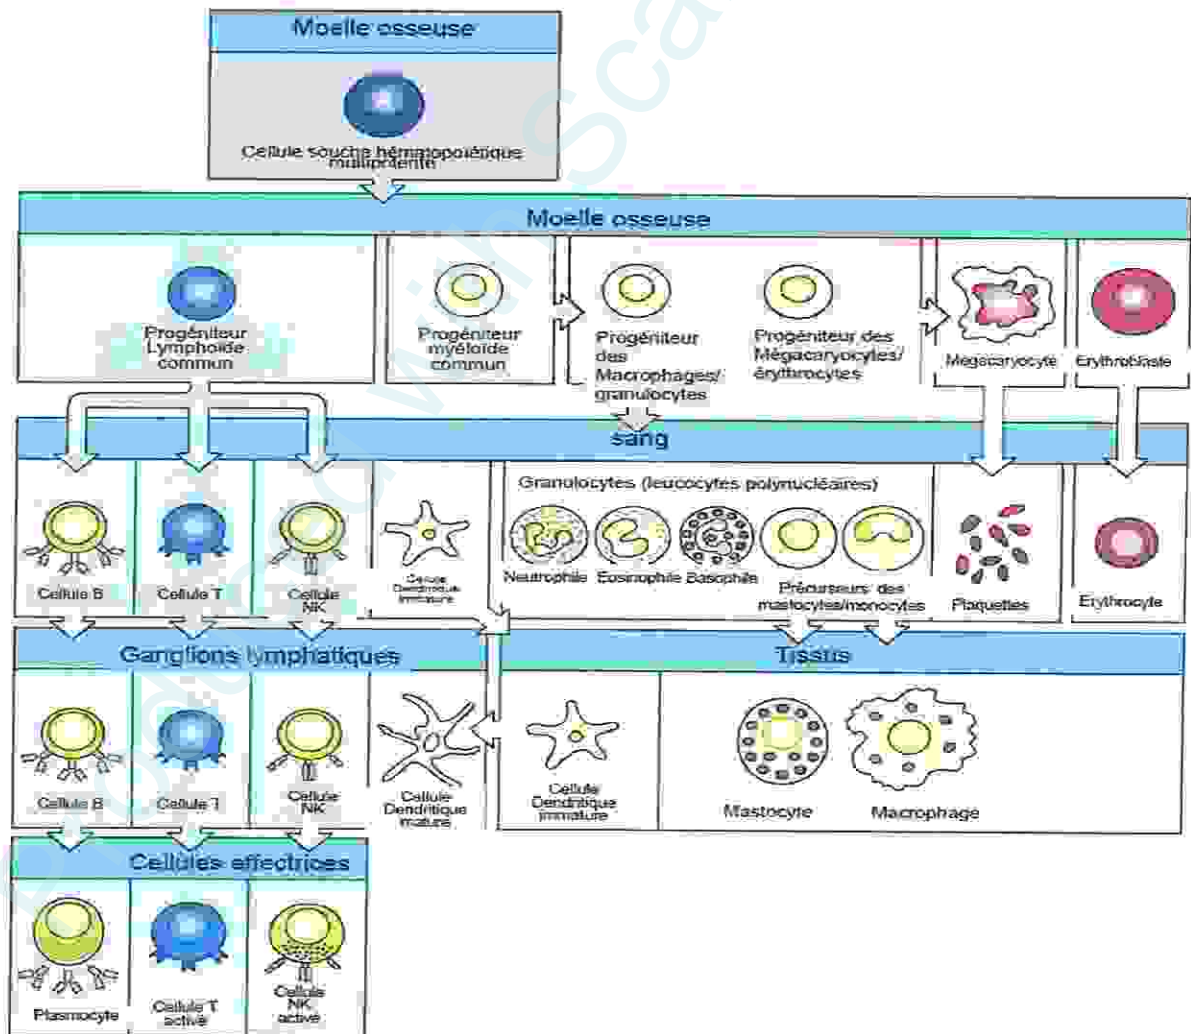 Moelle osseuse
Cellule souche hématopoïétique
multipotente
Moelle osseuse
Progéniteur
Lymphoïde
commun
Progéniteur
myéloïde
commun
Progéniteur
des
Macrophages/
granulocytes
Progéniteur des
Mégacaryocytes/
érythrocytes
Mégacaryocyte
Erythroblaste
sang
Granulocytes (leucocytes polynucléaires)
Cellule B
Cellule T
Cellule
NK
Cellule
Dendritique
immature
Neutrophile
Eosinophile
Basophile
Précurseurs des
mastocytes/monocytes
Plaquettes
Erythrocyte
Ganglions lymphatiques
Tissus
Cellule B
Cellule T
Cellule
NK
Cellule
Dendritique
mature
Cellule
Dendritique
immature
Mastocyte
Macrophage
Cellules effectrices
Plasmocyte
Cellule T
activé
Cellule
NK
activé